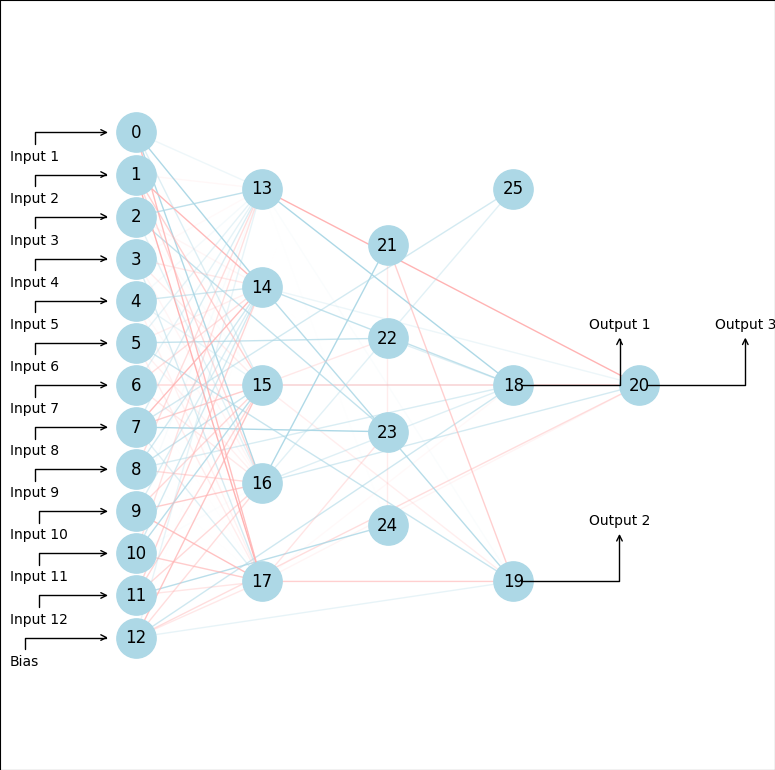 0
Input 1
1
Input 2
2
Input 3
3
Input 4
4
Input 5
5
Input 6
6
Input 7
7
Input 8
8
Input 9
9
Input 10
10
Input 11
11
Input 12
12
Bias
13
14
15
16
17
21
22
23
24
25
18
19
20
Output 1
Output 3
Output 2